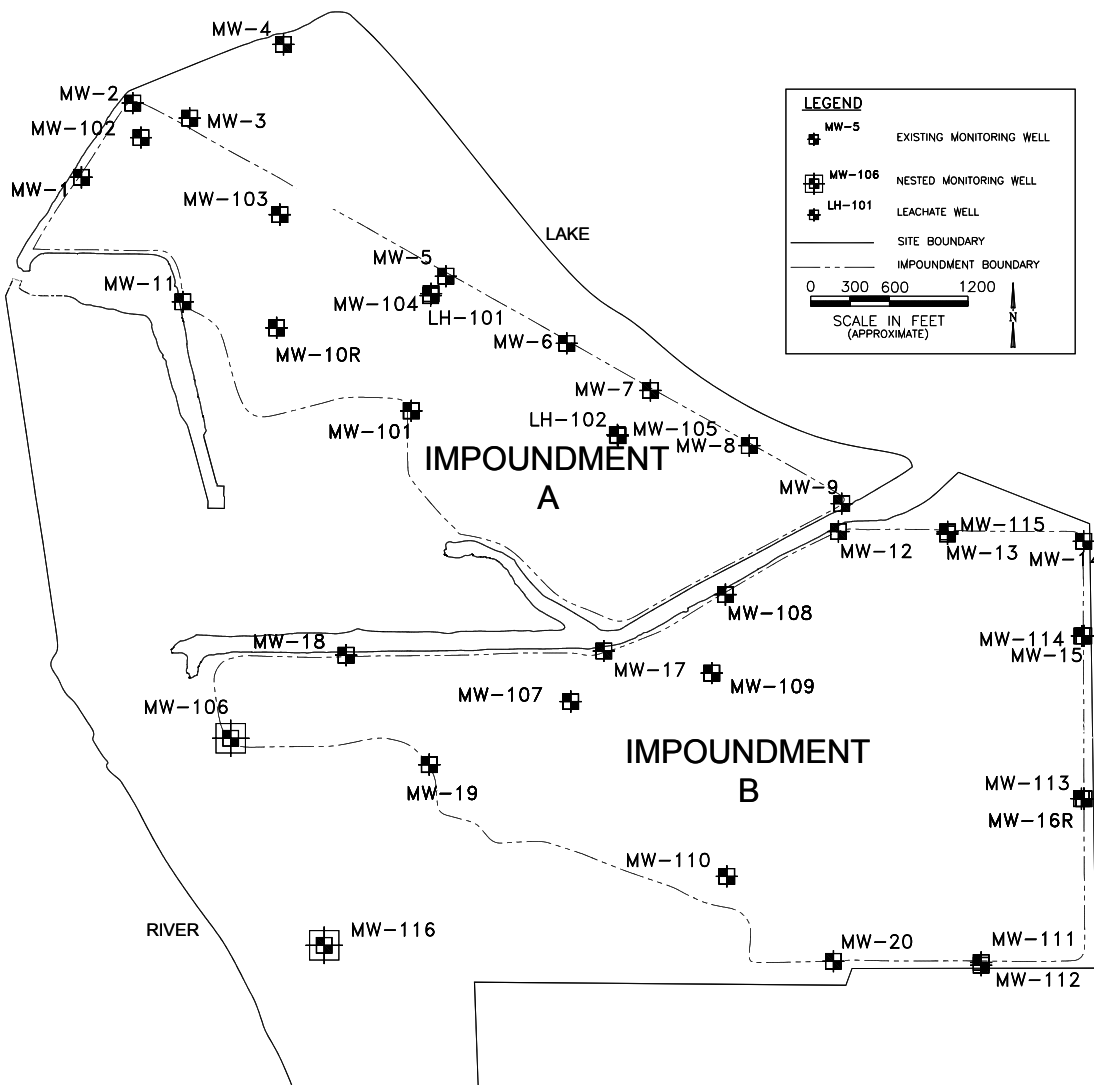 MW-4
MW-2
MW-3
MW-102
MW-1
MW-103
LAKE
MW-5
MW-11
MW-104
LH-101
MW-6
MW-10R
MW-7
MW-101
LH-102
MW-105
MW-8
IMPOUNDMENT
A
MW-9
MW-115
MW-12
MW-13
MW-14
MW-108
MW-18
MW-114
MW-15
MW-17
MW-109
MW-107
MW-106
IMPOUNDMENT
B
MW-19
MW-113
MW-16R
MW-110
RIVER
MW-116
MW-20
MW-111
MW-112
LEGEND
MW-5
EXISTING MONITORING WELL
MW-106
NESTED MONITORING WELL
LH-101
LEACHATE WELL
SITE BOUNDARY
IMPOUNDMENT BOUNDARY
0 300 600 1200
SCALE IN FEET
(APPROXIMATE)
N